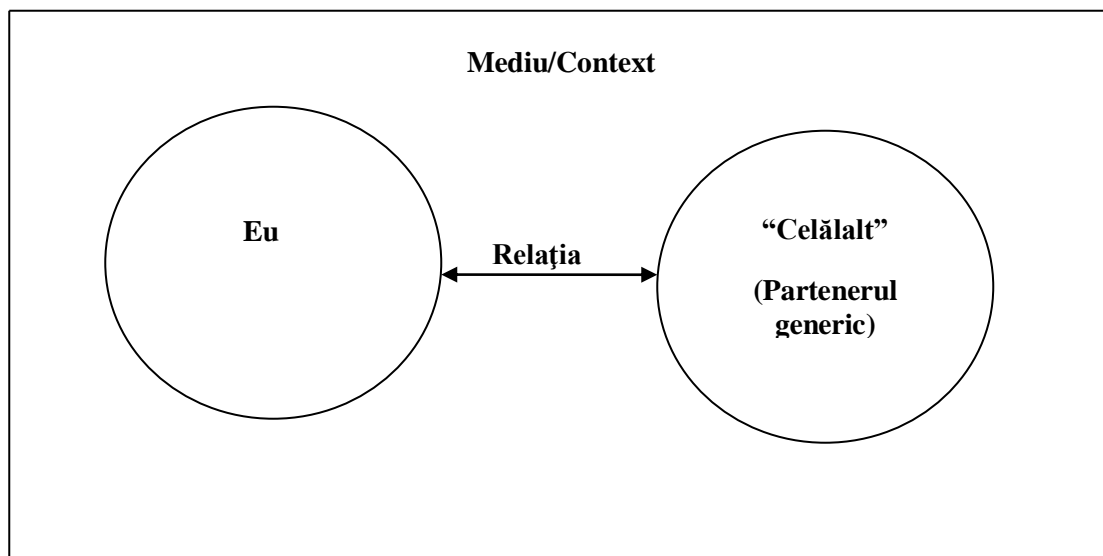 Mediu/Context
Eu
Relaţia
“Celălalt”
(Partenerul
generic)